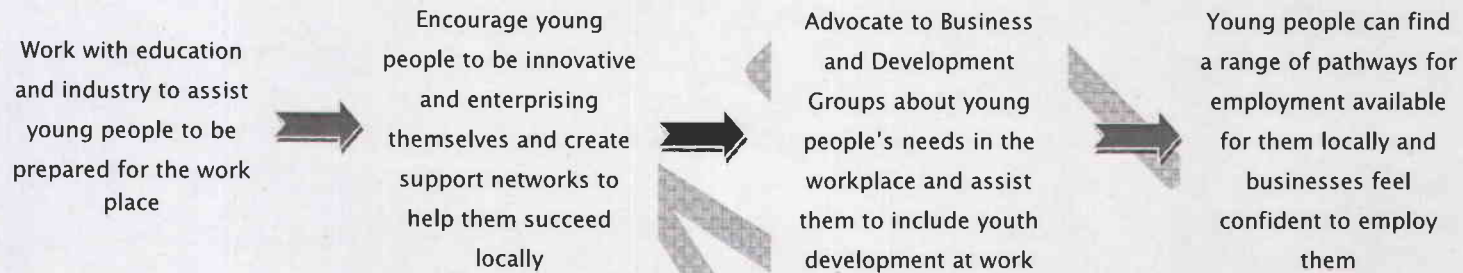 Work with education
and industry to assist
young people to be
prepared for the work
place
Encourage young
people to be innovative
and enterprising
themselves and create
support networks to
help them succeed
locally
Advocate to Business
and Development
Groups about young
people's needs in the
workplace and assist
them to include youth
development at work
Young people can find
a range of pathways for
employment available
for them locally and
businesses feel
confident to employ
them